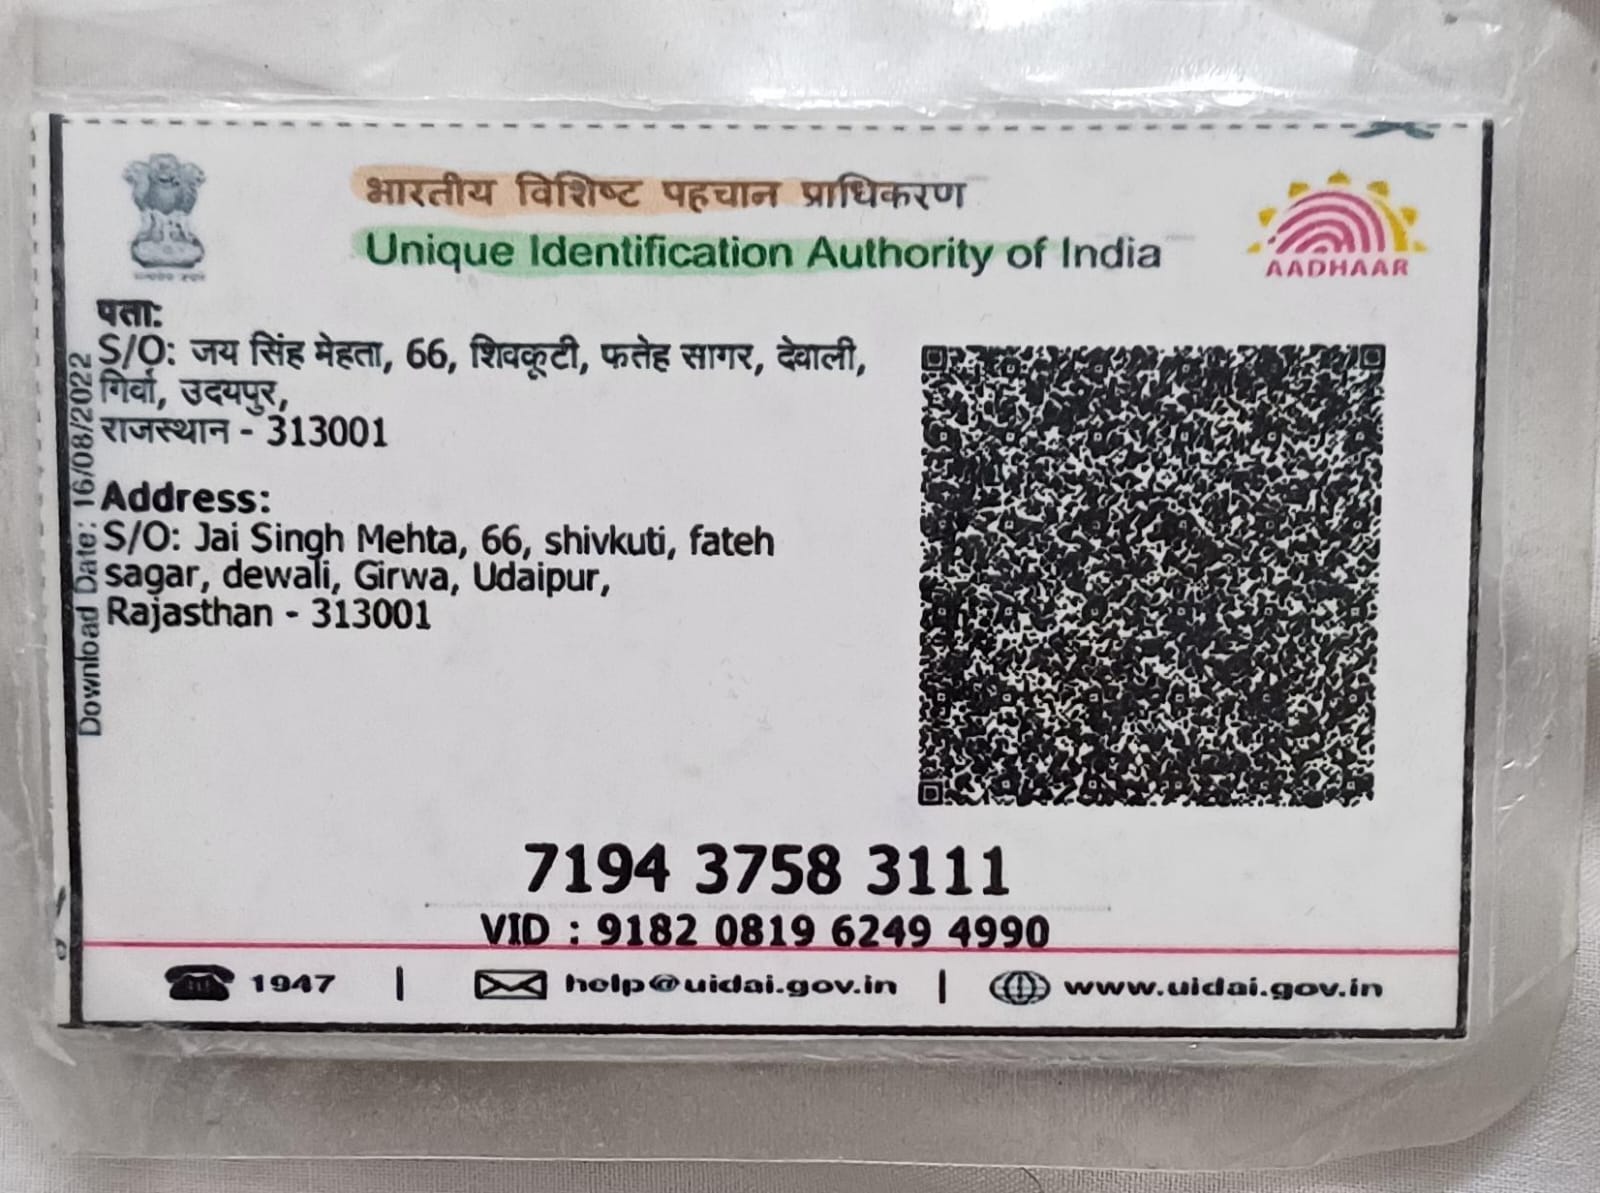 भारतीय विशिष्ट पहचान प्राधिकरण
Unique Identification Authority of India
AADHAAR
पता:
S/O: जय सिंह मेहता, 66, शिवकूटी, फतेह सागर, देवाली,
गिर्वा, उदयपुर,
राजस्थान - 313001
Address:
S/O: Jai Singh Mehta, 66, shivkuti, fateh
sagar, dewali, Girwa, Udaipur,
Rajasthan - 313001
Download Date: 16/08/2022
7194 3758 3111
VID : 9182 0819 6249 4990
1947 | help@uidai.gov.in | www.uidai.gov.in